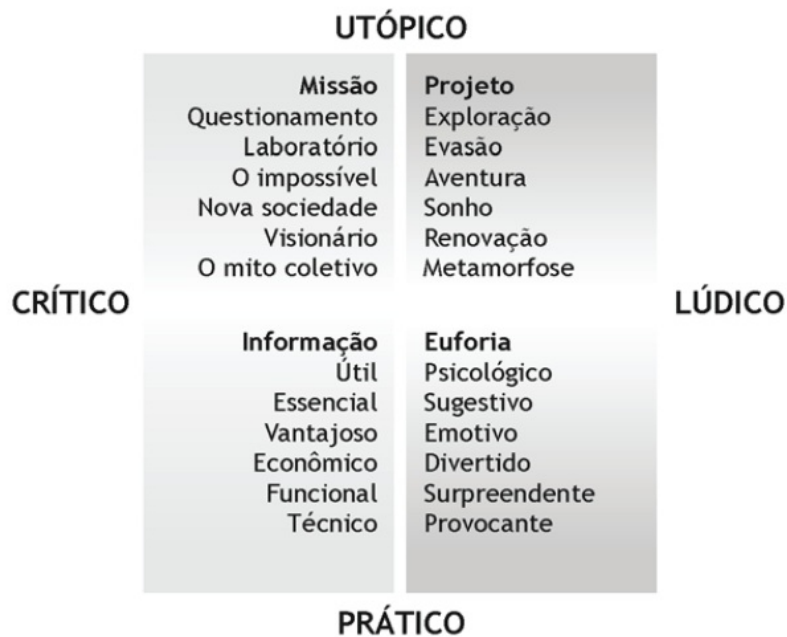 UTÓPICO
Missão
Questionamento
Laboratório
O impossível
Nova sociedade
Visionário
O mito coletivo
Projeto
Exploração
Evasão
Aventura
Sonho
Renovação
Metamorfose
CRÍTICO
LÚDICO
Informação
Útil
Essencial
Vantajoso
Econômico
Funcional
Técnico
Euforia
Psicológico
Sugestivo
Emotivo
Divertido
Surpreendente
Provocante
PRÁTICO